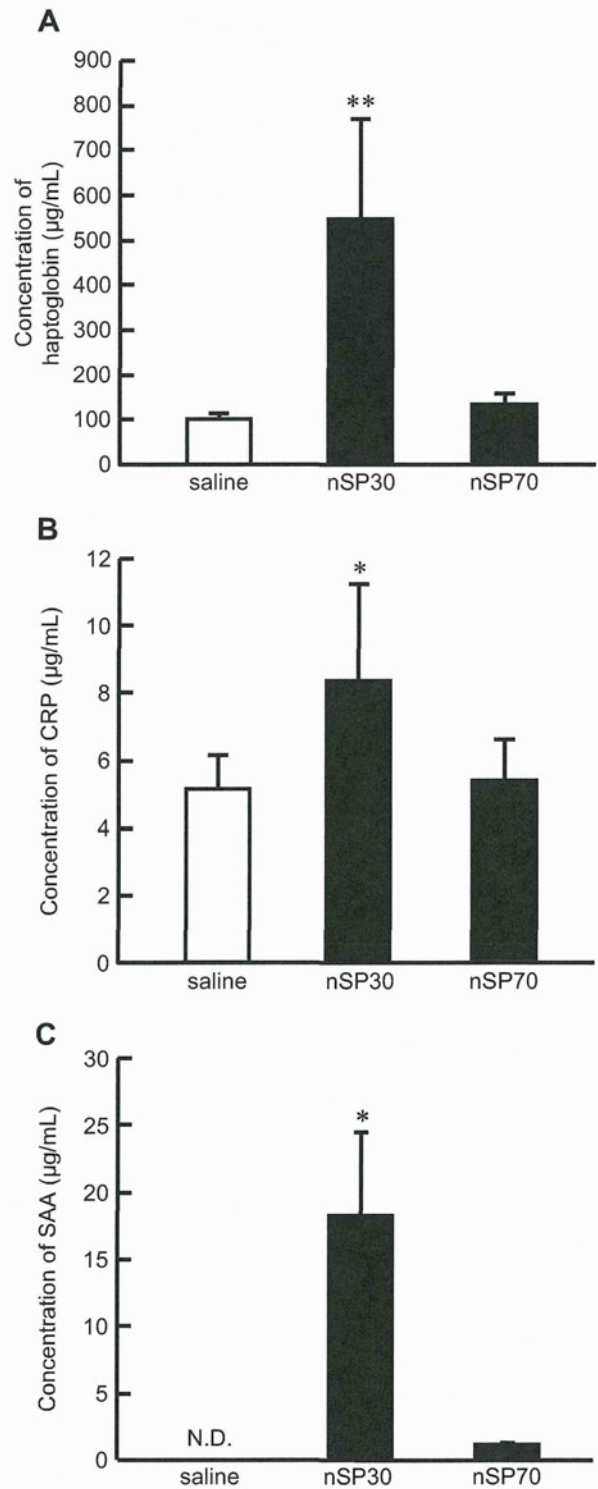 A
Concentration of
haptoglobin (µg/mL)
900
800
700
600
500
400
300
200
100
0
**
saline nSP30 nSP70
B
Concentration of CRP (µg/mL)
12
10
8
6
4
2
0
*
saline nSP30 nSP70
C
Concentration of SAA (µg/mL)
30
25
20
15
10
5
0
*
N.D.
saline nSP30 nSP70